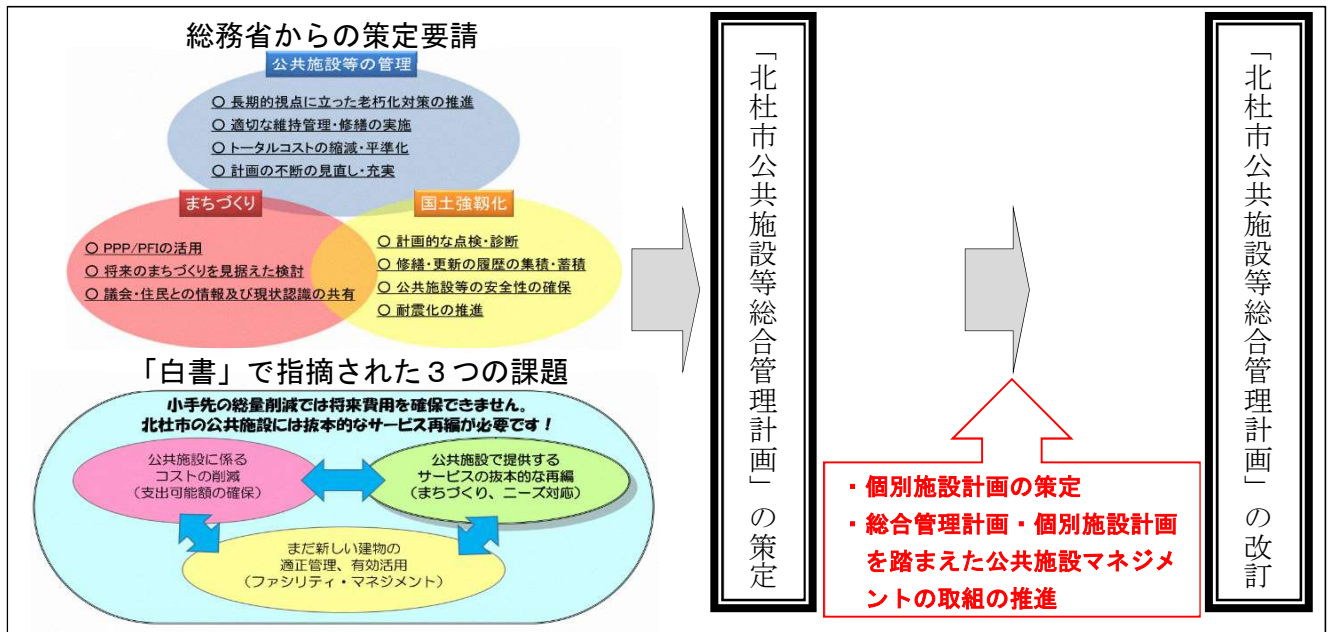 総務省からの策定要請
公共施設等の管理
○ 長期的視点に立った老朽化対策の推進
○ 適切な維持管理・修繕の実施
○ トータルコストの縮減・平準化
○ 計画の不断の見直し・充実
まちづくり
○ PPP/PFIの活用
○ 将来のまちづくりを見据えた検討
○ 議会・住民との情報及び現状認識の共有
国土強靱化
○ 計画的な点検・診断
○ 修繕・更新の履歴の集積・蓄積
○ 公共施設等の安全性の確保
○ 耐震化の推進
「白書」で指摘された3つの課題
小手先の総量削減では将来費用を確保できません。
北杜市の公共施設には抜本的なサービス再編が必要です！
公共施設に係る
コストの削減
（支出可能額の確保）
公共施設で提供する
サービスの抜本的な再編
（まちづくり、ニーズ対応）
まだ新しい建物の
適正管理、有効活用
（ファシリティ・マネジメント）
「北杜市公共施設等総合管理計画」の策定
・個別施設計画の策定
・総合管理計画・個別施設計画
を踏まえた公共施設マネジメ
ントの取組の推進
「北杜市公共施設等総合管理計画」の改訂